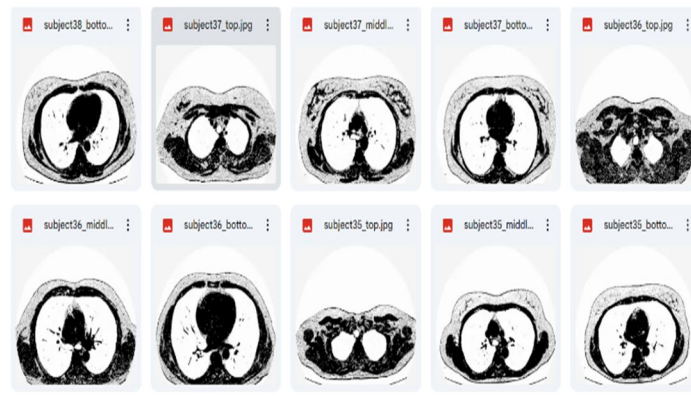 subject38_botto...
subject37_top.jpg
subject37_middl...
subject37_botto...
subject36_top.jpg
subject36_middl...
subject36_botto...
subject35_top.jpg
subject35_middl...
subject35_botto...